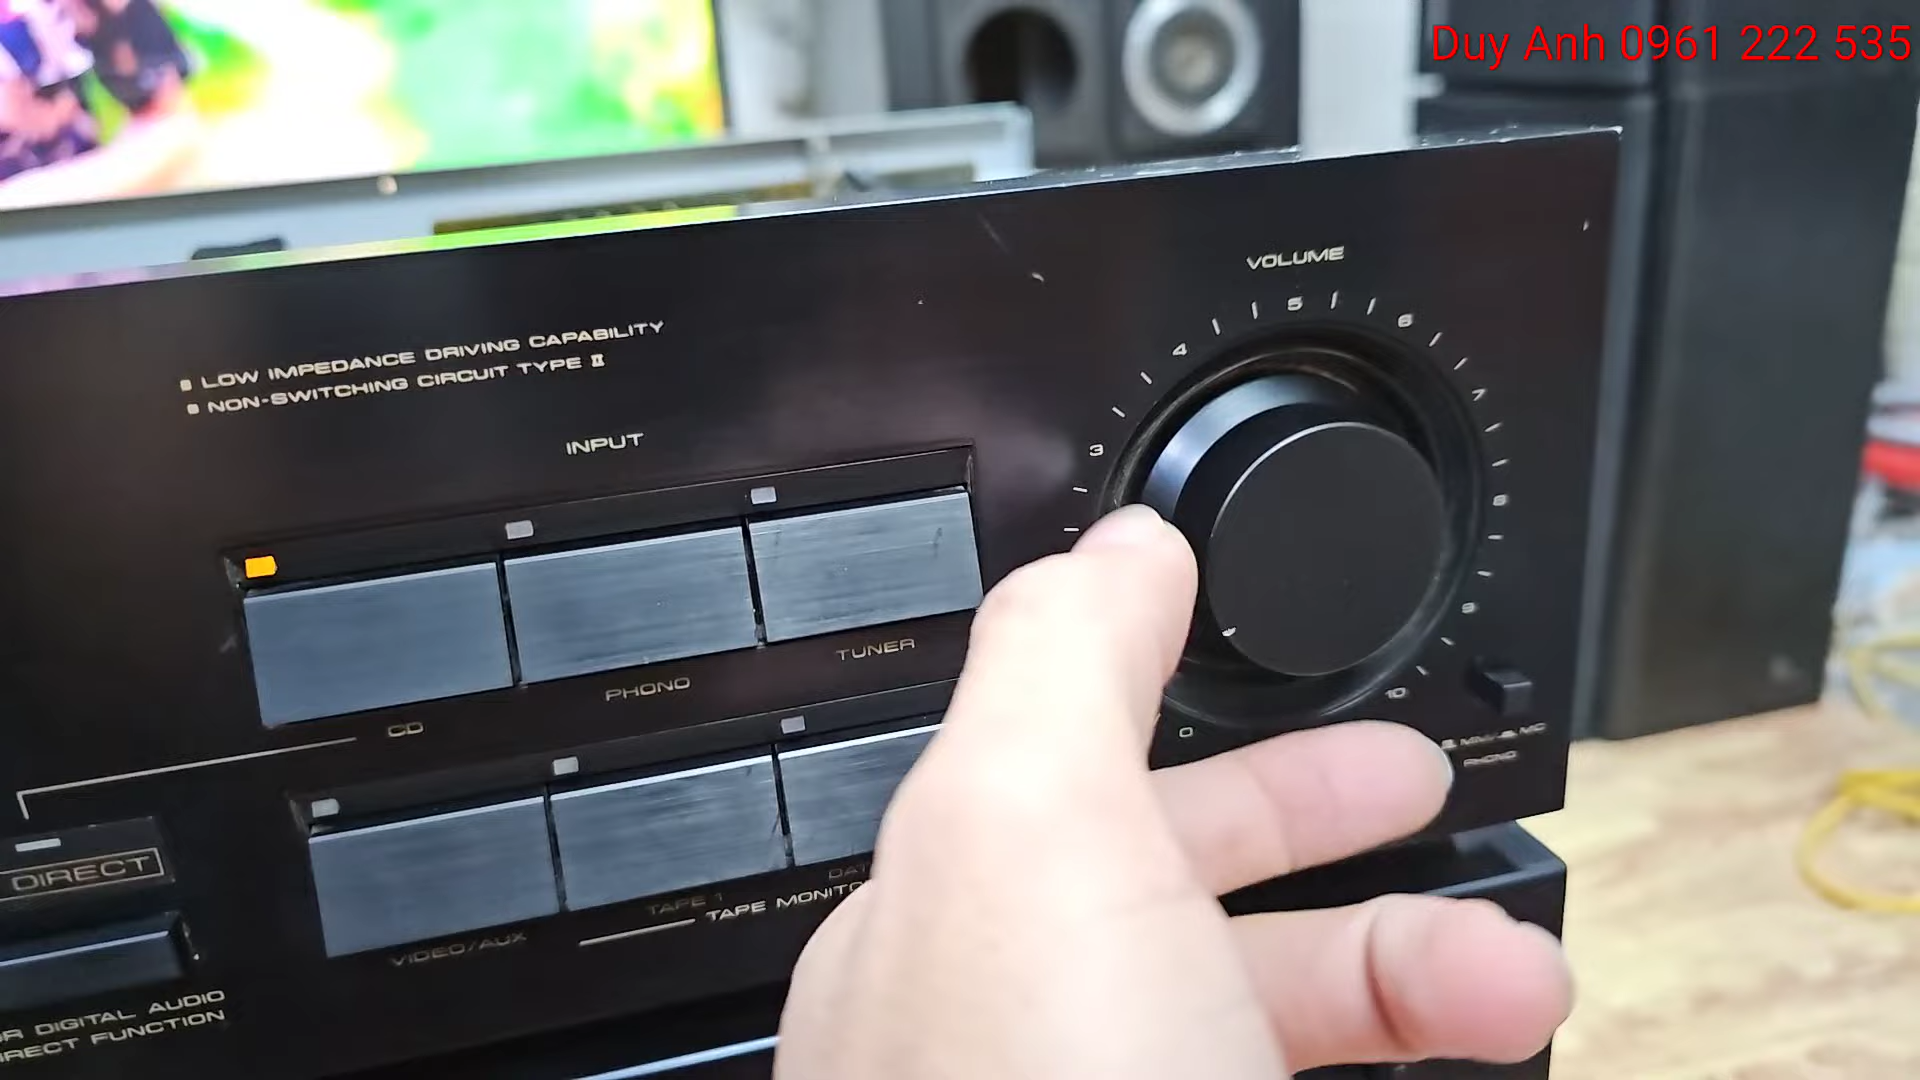 Duy Anh 0961 222 535
VOLUME
LOW IMPEDANCE DRIVING CAPABILITY
NON-SWITCHING CIRCUIT TYPE II
INPUT
3
4
5
6
7
8
9
10
0
CD
PHONO
TUNER
DIRECT
VIDEO/AUX
TAPE 1
TAPE
DIGITAL AUDIO
FUNCTION
PHONO